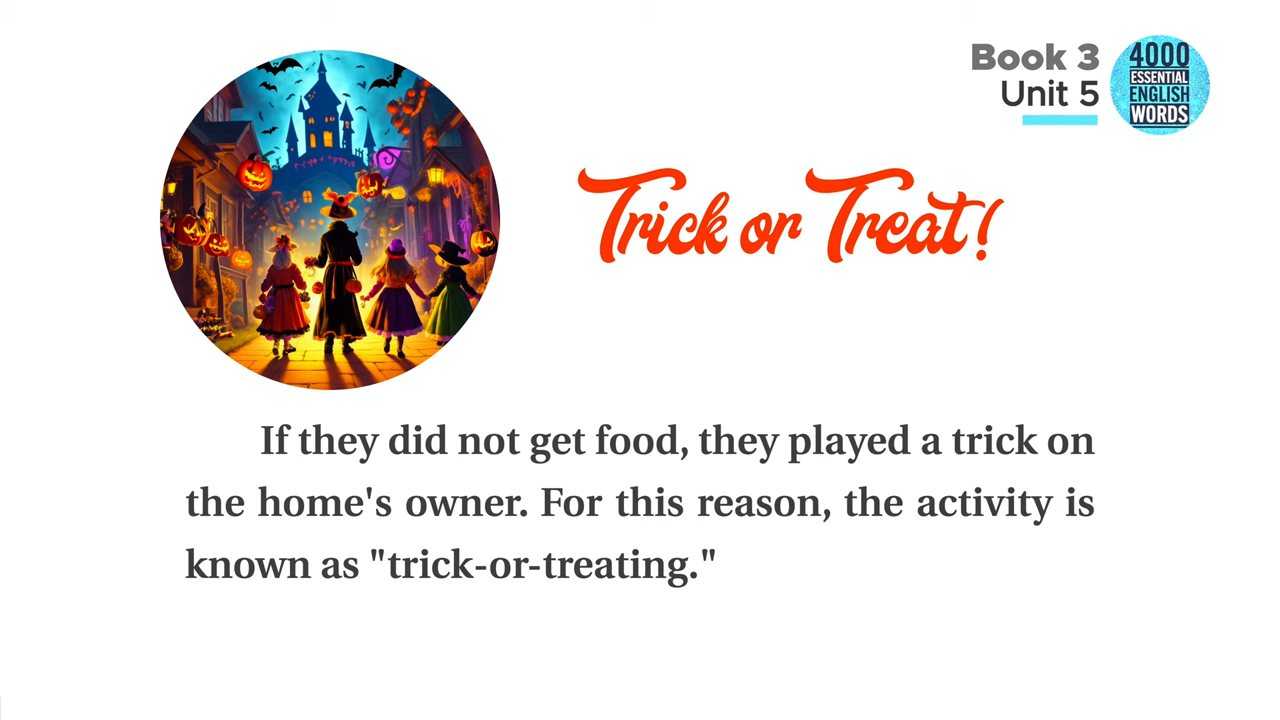 Book 3
Unit 5
4000
ESSENTIAL
ENGLISH
WORDS
Trick or Treat!
If they did not get food, they played a trick on
the home's owner. For this reason, the activity is
known as "trick-or-treating."